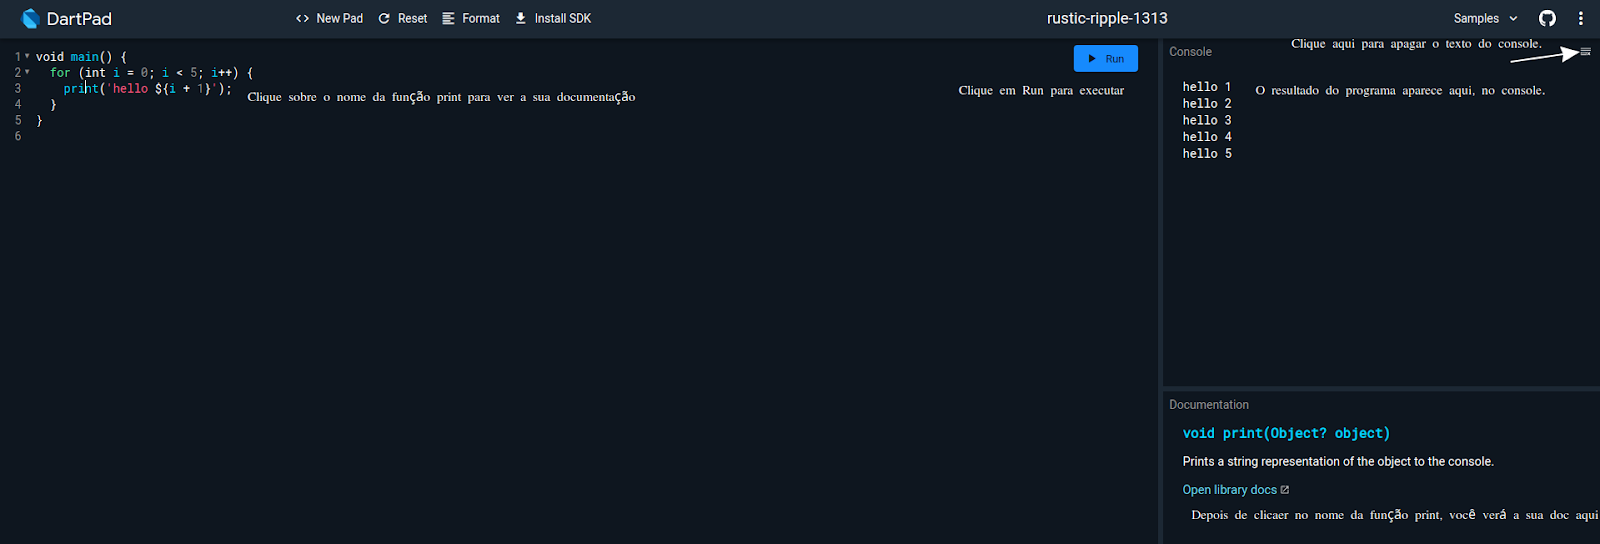 DartPad
<> New Pad
Reset
Format
Install SDK
rustic-ripple-1313
Samples
1 void main() {
2 for (int i = 0; i < 5; i++) {
3 print('hello ${i + 1}');
4 }
5 }
6
Clique sobre o nome da função print para ver a sua documentação
Run
Clique em Run para executar
Console
Clique aqui para apagar o texto do console.
hello 1
hello 2
hello 3
hello 4
hello 5
O resultado do programa aparece aqui, no console.
Documentation
void print(Object? object)
Prints a string representation of the object to the console.
Open library docs
Depois de clicaer no nome da função print, você verá a sua doc aqui